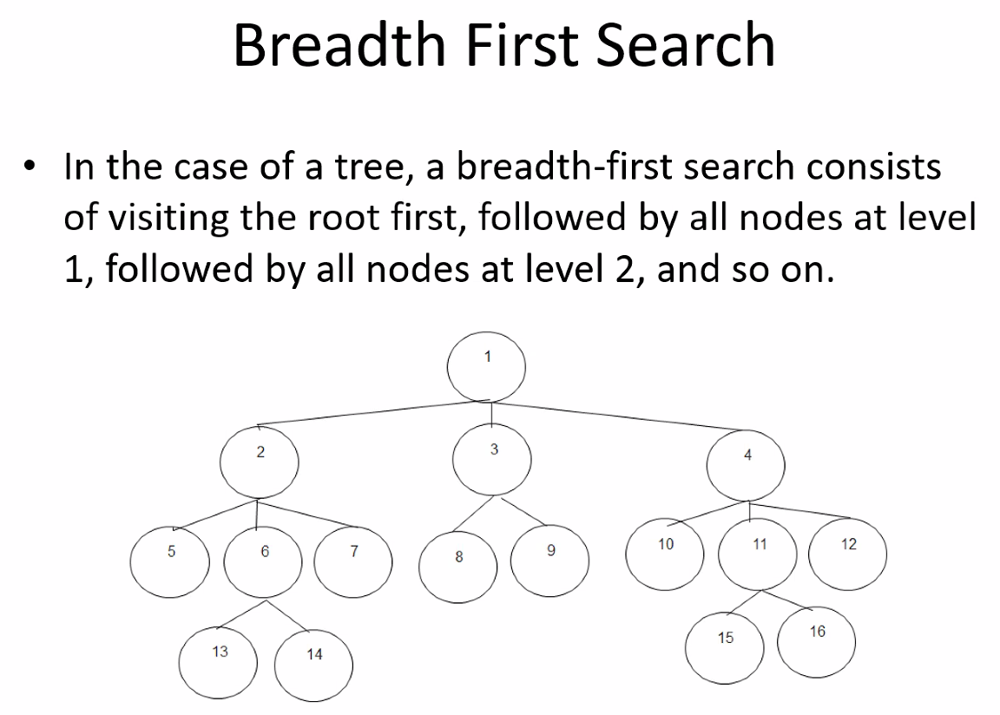 Breadth First Search
• In the case of a tree, a breadth-first search consists
of visiting the root first, followed by all nodes at level
1, followed by all nodes at level 2, and so on.
1
2 3 4
5 6 7 8 9 10 11 12
13 14 15 16